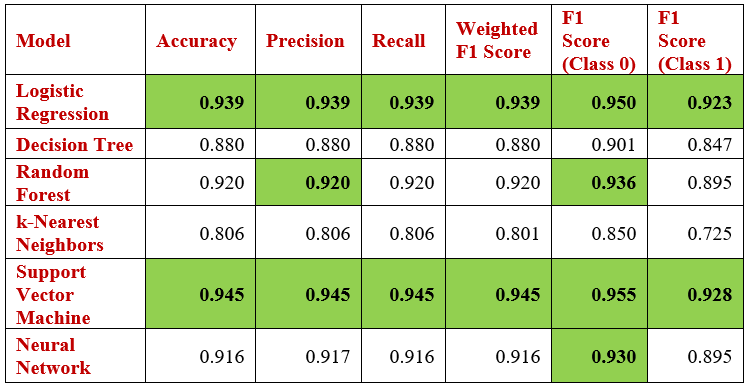 Model Accuracy Precision Recall Weighted F1 Score F1 Score (Class 0) F1 Score (Class 1)
Logistic Regression 0.939 0.939 0.939 0.939 0.950 0.923
Decision Tree 0.880 0.880 0.880 0.880 0.901 0.847
Random Forest 0.920 0.920 0.920 0.920 0.936 0.895
k-Nearest Neighbors 0.806 0.806 0.806 0.801 0.850 0.725
Support Vector Machine 0.945 0.945 0.945 0.945 0.955 0.928
Neural Network 0.916 0.917 0.916 0.916 0.930 0.895